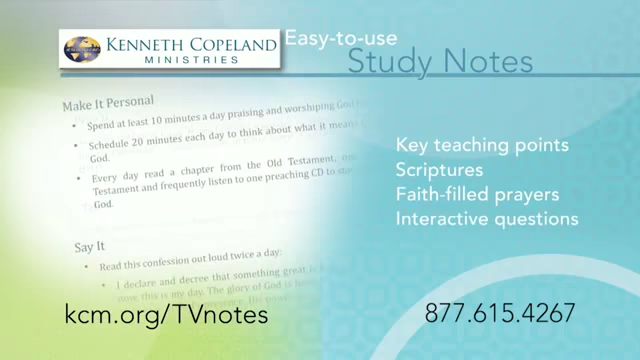 KENNETH COPELAND
MINISTRIES
Easy-to-use
Study Notes
Make It Personal
• Spend at least 10 minutes a day praising and worshiping God
• Schedule 20 minutes each day to think about what it means
God.
• Every day read a chapter from the Old Testament,
Testament and frequently listen to one preaching CD to
God.
Say It
• Read this confession out loud twice a day:
• I declare and decree that something great is
now, this is my day. The glory of God is
Key teaching points
Scriptures
Faith-filled prayers
Interactive questions
kcm.org/TVnotes
877.615.4267